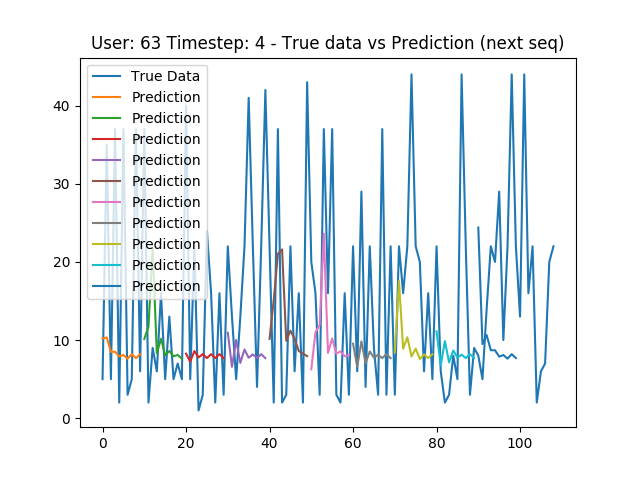 User: 63 Timestep: 4 - True data vs Prediction (next seq)
True Data
Prediction
Prediction
Prediction
Prediction
Prediction
Prediction
Prediction
Prediction
Prediction
Prediction
40
30
20
10
0
0 20 40 60 80 100